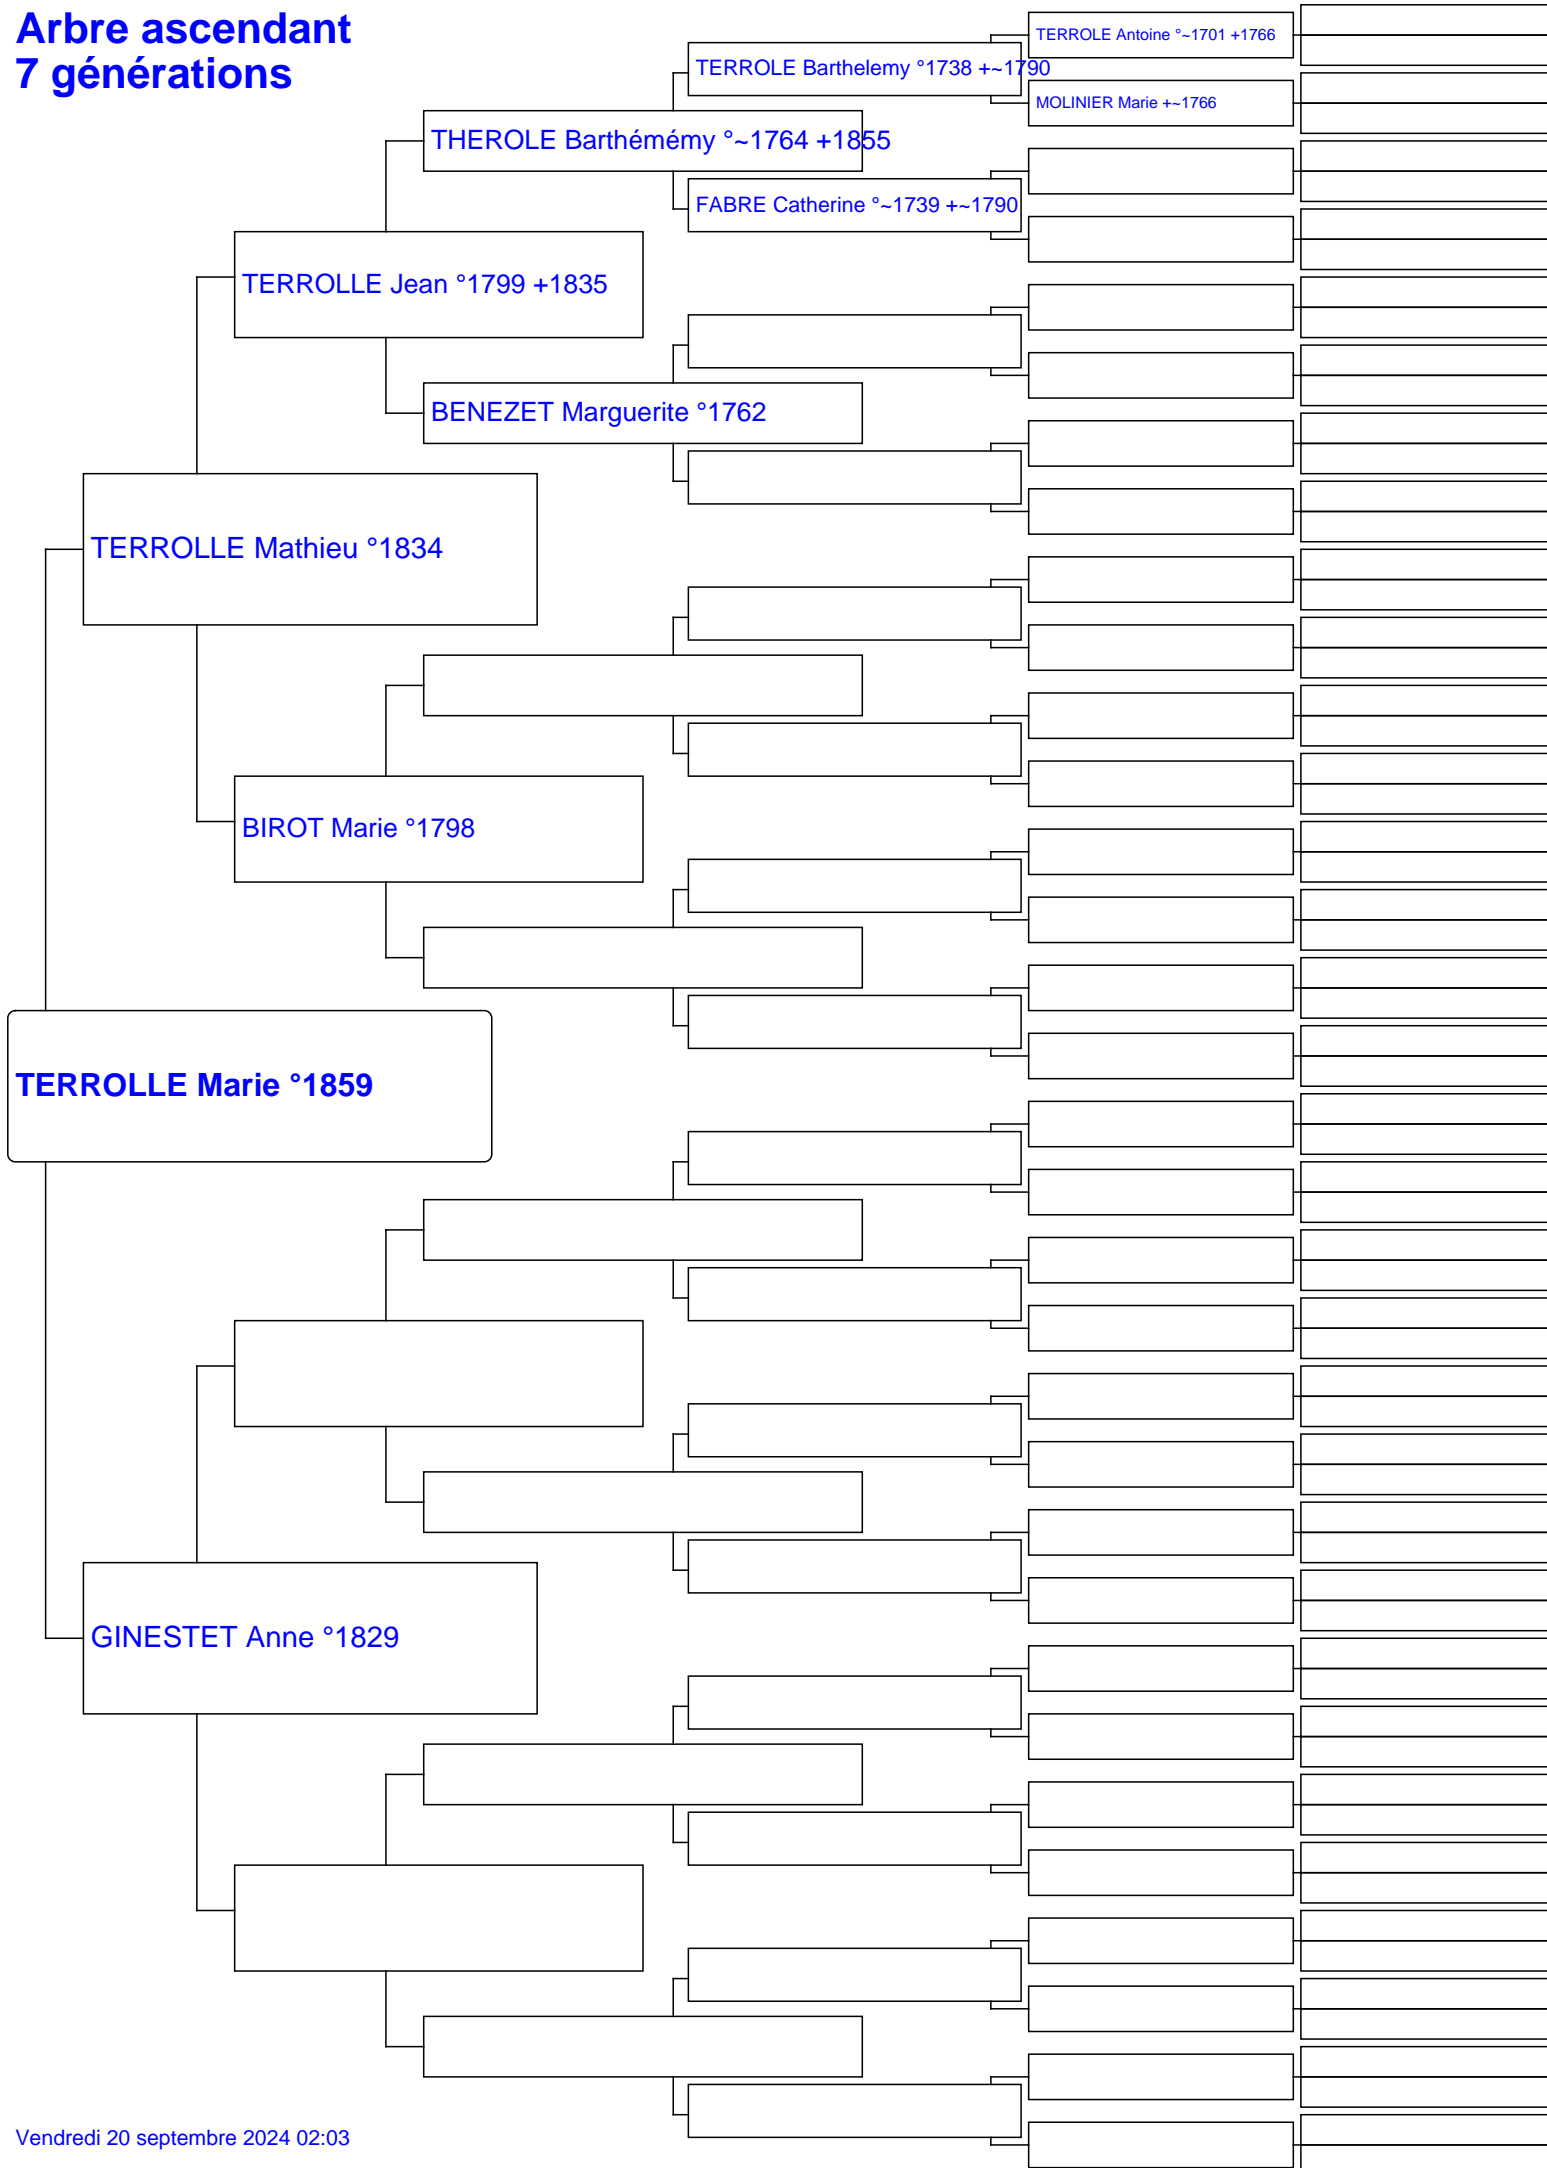 Arbre ascendant
7 générations
TERROLE Antoine °~1701 +1766
TERROLE Barthelemy °1738 +~1790
MOLINIER Marie +~1766
THEROLE Barthémémy °~1764 +1855
FABRE Catherine °~1739 +~1790
TERROLLE Jean °1799 +1835
BENEZET Marguerite °1762
TERROLLE Mathieu °1834
BIROT Marie °1798
TERROLLE Marie °1859
GINESTET Anne °1829
Vendredi 20 septembre 2024 02:03